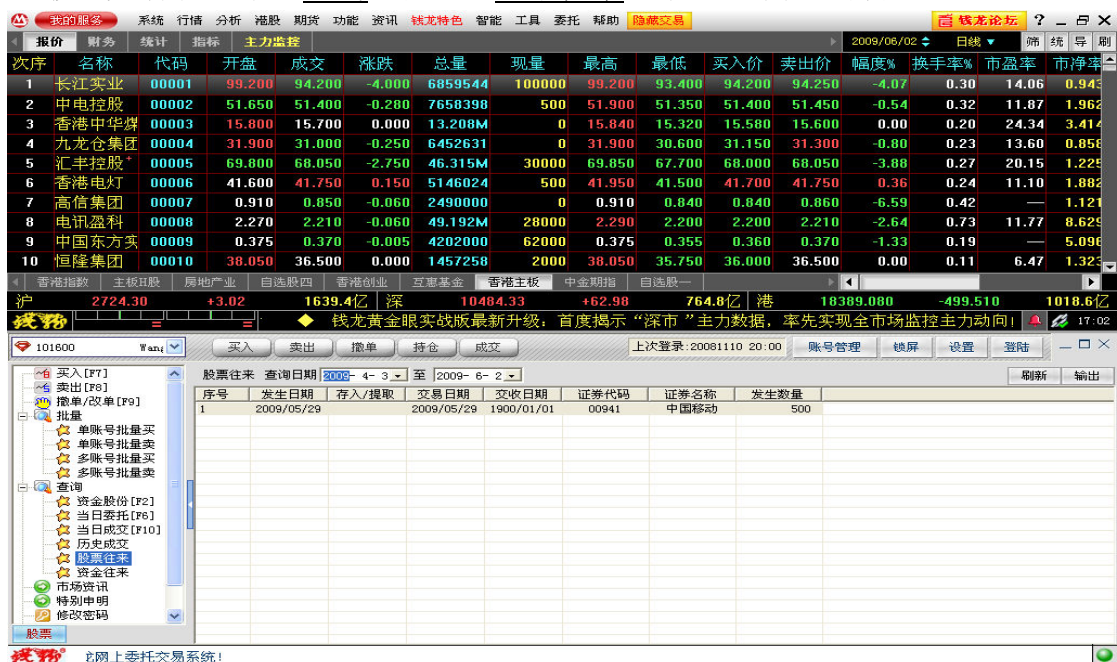 我的服务 系统 行情 分析 港股 期货 功能 资讯 钱龙特色 智能 工具 委托 帮助 隐藏交易 钱龙论坛 ?
报价 财务 统计 指标 主力监控 2009/06/02 日线 筛 统 导 刷
次序 名称 代码 开盘 成交 涨跌 总量 现量 最高 最低 买入价 卖出价 幅度% 换手率% 市盈率 市净率
1 长江实业 00001 99.200 94.200 -4.000 6859544 100000 99.200 93.400 94.200 94.250 -4.07 0.30 14.06 0.943
2 中电控股 00002 51.650 51.400 -0.280 7658398 500 51.900 51.350 51.400 51.450 -0.54 0.32 11.87 1.962
3 香港中华煤 00003 15.800 15.700 0.000 13.208M 0 15.840 15.320 15.580 15.600 0.00 0.20 24.34 3.414
4 九龙仓集团 00004 31.900 31.000 -0.250 6452631 0 31.900 30.600 31.150 31.300 -0.80 0.23 13.60 0.858
5 汇丰控股+ 00005 69.800 68.050 -2.750 46.315M 30000 69.850 67.700 68.000 68.050 -3.88 0.27 20.15 1.225
6 香港电灯 00006 41.600 41.750 0.150 5146024 500 41.950 41.500 41.700 41.750 0.36 0.24 11.10 1.882
7 高信集团 00007 0.910 0.850 -0.060 2490000 0 0.910 0.840 0.840 0.860 -6.59 0.42 — 1.121
8 电讯盈科 00008 2.270 2.210 -0.060 49.192M 28000 2.290 2.200 2.200 2.210 -2.64 0.73 11.77 8.629
9 中国东方实 00009 0.375 0.370 -0.005 4202000 62000 0.375 0.355 0.360 0.370 -1.33 0.19 — 5.098
10 恒隆集团 00010 38.050 36.500 0.000 1457258 2000 38.050 35.750 36.000 36.500 0.00 0.11 6.47 1.323
香港指数 主板H股 房地产业 自选股四 香港创业 互惠基金 香港主板 中金期指 自选股一
沪 2724.30 +3.02 1639.4亿 深 10484.33 +62.98 764.8亿 港 18389.080 -499.510 1018.6亿
钱龙 ◆ 钱龙黄金眼实战版最新升级：首度揭示“深市”主力数据，率先实现全市场监控主力动向! 17:02
101600 Wang 买入 卖出 撤单 持仓 成交 上次登录:20081110 20:00 账号管理 锁屏 设置 登陆
买入[F7]
卖出[F8]
撤单/改单[F9]
批量
单账号批量买
单账号批量卖
多账号批量买
多账号批量卖
查询
资金股份[F2]
当日委托[F6]
当日成交[F10]
历史成交
股票往来
资金往来
市场资讯
特别申明
修改密码
股票
股票往来 查询日期 2009- 4- 3 至 2009- 6- 2 刷新 输出
序号 发生日期 存入/提取 交易日期 交收日期 证券代码 证券名称 发生数量
1 2009/05/29 2009/05/29 1900/01/01 00941 中国移动 500
钱龙 网上委托交易系统!